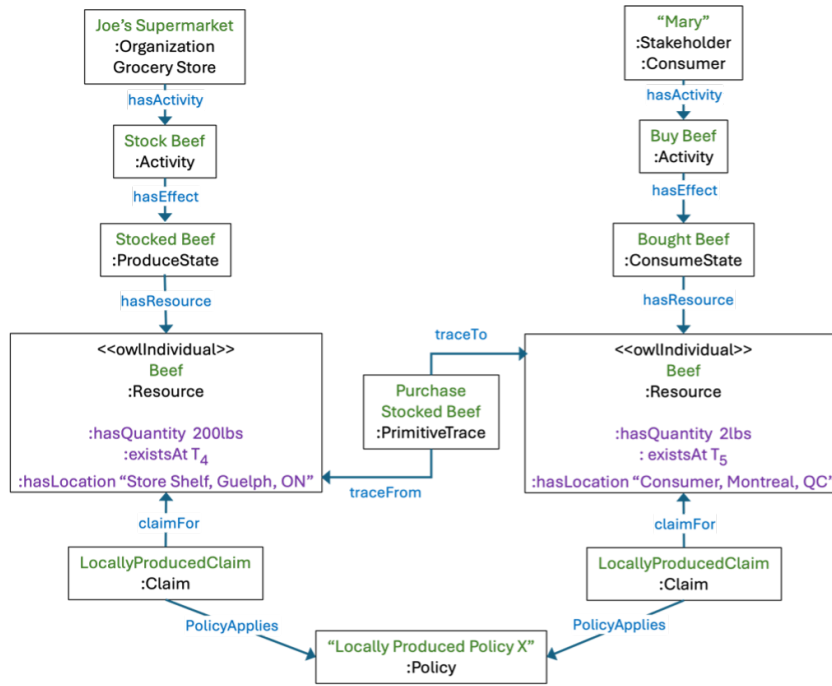 Joe's Supermarket
:Organization
Grocery Store
"Mary"
:Stakeholder
:Consumer
hasActivity
hasActivity
Stock Beef
:Activity
Buy Beef
:Activity
hasEffect
hasEffect
Stocked Beef
:ProduceState
Bought Beef
:ConsumeState
hasResource
hasResource
<<owlIndividual>>
Beef
:Resource
:hasQuantity 200lbs
:existsAt T4
:hasLocation "Store Shelf, Guelph, ON"
traceTo
Purchase
Stocked Beef
:PrimitiveTrace
traceFrom
<<owlIndividual>>
Beef
:Resource
:hasQuantity 2lbs
: existsAt T5
:hasLocation "Consumer, Montreal, QC"
claimFor
claimFor
LocallyProducedClaim
:Claim
LocallyProducedClaim
:Claim
PolicyApplies
PolicyApplies
"Locally Produced Policy X"
:Policy